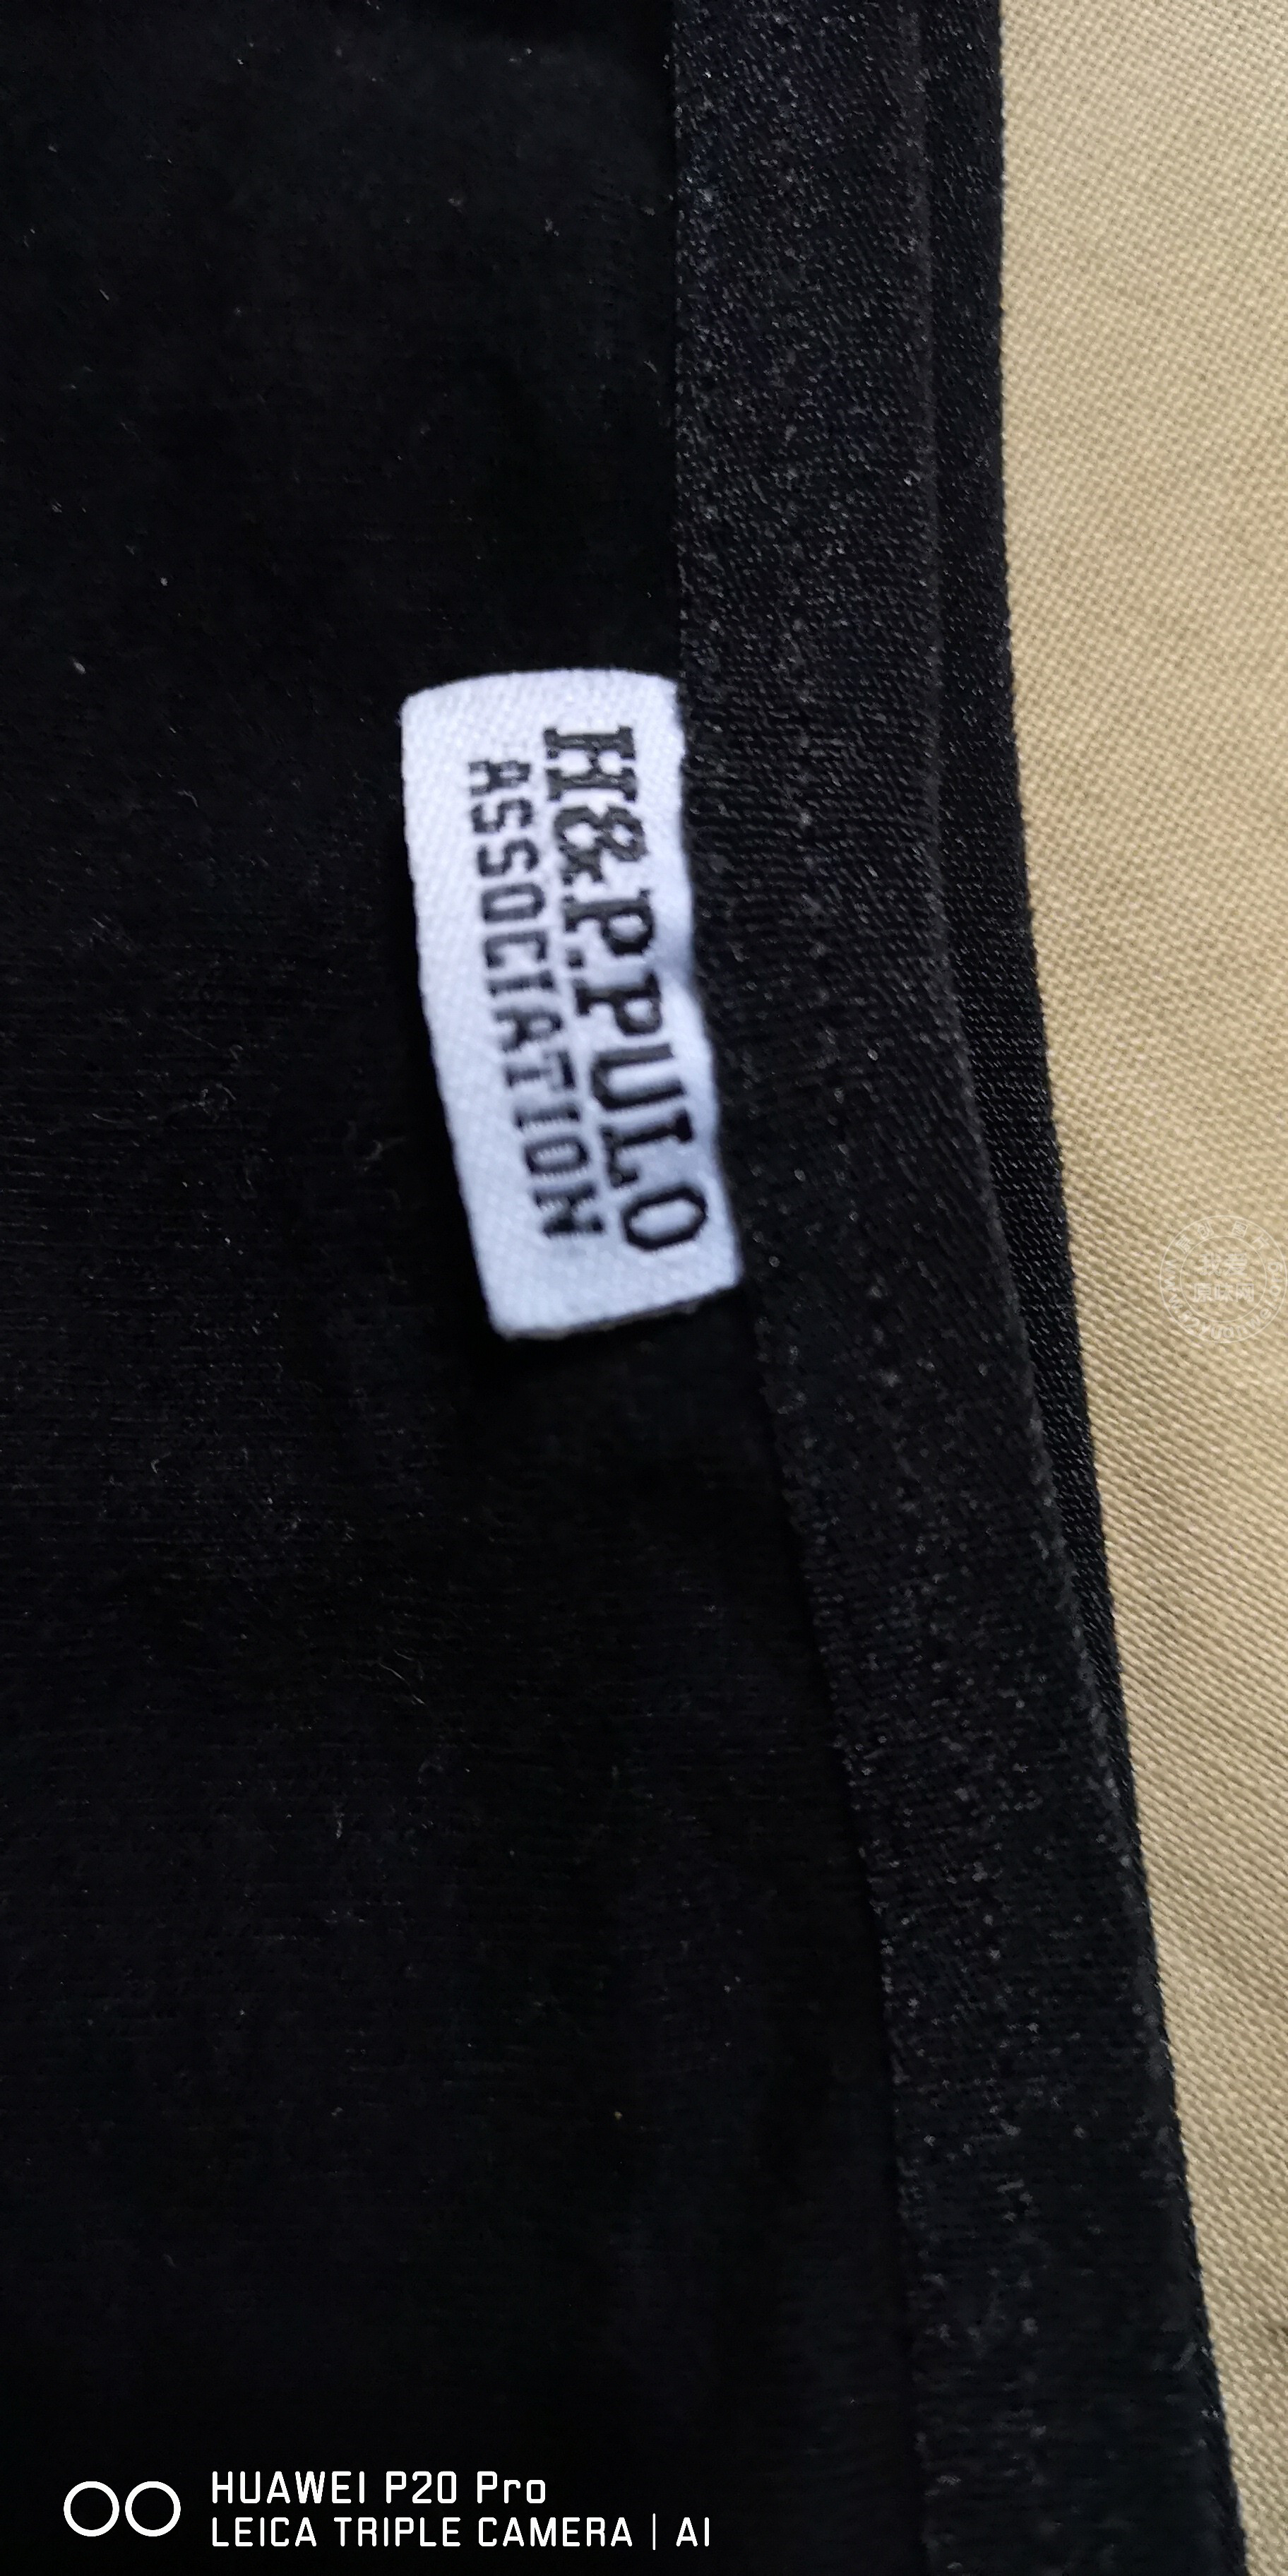 H&P.PULO
ASSOCIATION
HUAWEI P20 Pro
LEICA TRIPLE CAMERA | AI